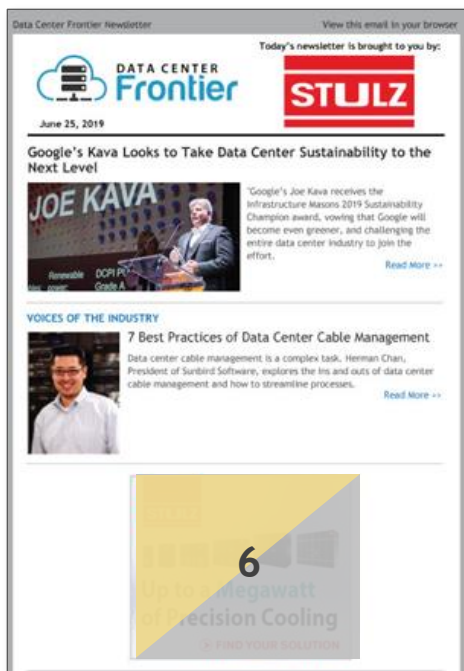 Data Center Frontier Newsletter
View this email in your browser
Today's newsletter is brought to you by:
DATA CENTER
Frontier
STULZ
June 25, 2019
Google's Kava Looks to Take Data Center Sustainability to the
Next Level
JOE KAVA
Renewable
DCPI
power:
Grade A
"Google's Joe Kava receives the
Infrastructure Masons 2019 Sustainability
Champion award, vowing that Google will
become even greener, and challenging the
entire data center industry to join the
effort.
Read More >>
VOICES OF THE INDUSTRY
7 Best Practices of Data Center Cable Management
Data center cable management is a complex task. Herman Chan,
President of Sunbird Software, explores the ins and outs of data center
cable management and how to streamline processes.
Read More >>
6
Up to a Megawatt
of Precision Cooling
FIND YOUR SOLUTION